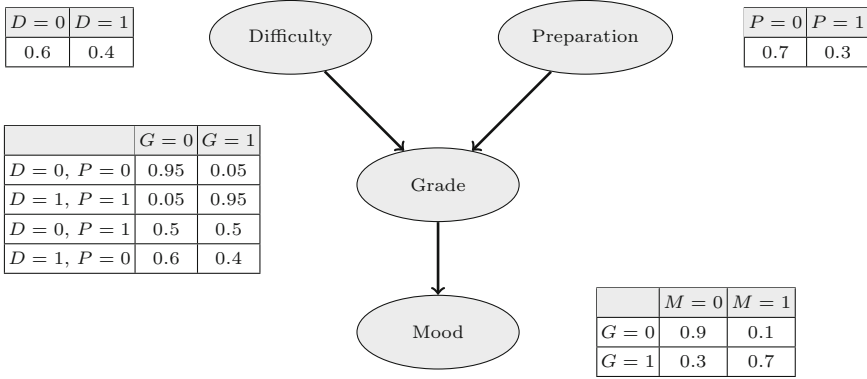 D = 0 D = 1
0.6 0.4
Difficulty
Preparation
P = 0 P = 1
0.7 0.3
G = 0 G = 1
D = 0, P = 0 0.95 0.05
D = 1, P = 1 0.05 0.95
D = 0, P = 1 0.5 0.5
D = 1, P = 0 0.6 0.4
Grade
Mood
M = 0 M = 1
G = 0 0.9 0.1
G = 1 0.3 0.7